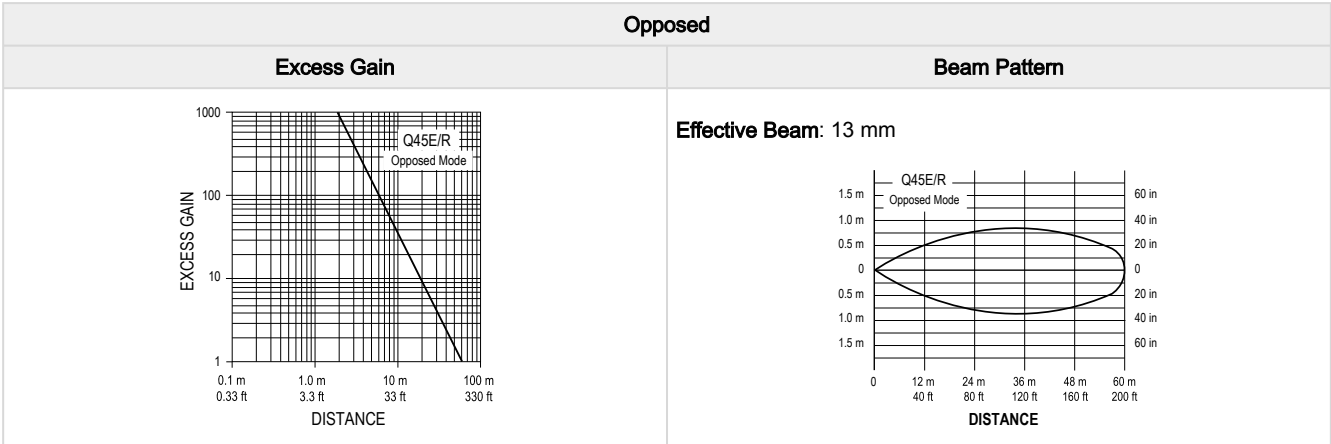 Opposed
Excess Gain
Beam Pattern
1000
100
10
1
EXCESS GAIN
Q45E/R
Opposed Mode
0.1 m 1.0 m 10 m 100 m
0.33 ft 3.3 ft 33 ft 330 ft
DISTANCE
Effective Beam: 13 mm
Q45E/R
Opposed Mode
1.5 m 60 in
1.0 m 40 in
0.5 m 20 in
0 0
0.5 m 20 in
1.0 m 40 in
1.5 m 60 in
0 12 m 24 m 36 m 48 m 60 m
40 ft 80 ft 120 ft 160 ft 200 ft
DISTANCE